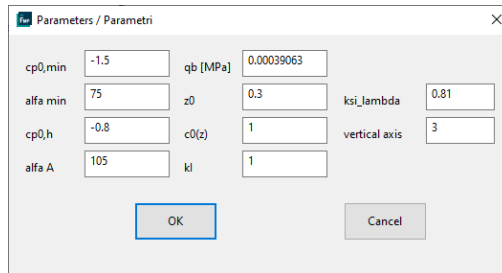 Fwp Parameters / Parametri
cp0,min -1.5 qb [MPa] 0.00039063
alfa min 75 z0 0.3 ksi_lambda 0.81
cp0,h -0.8 c0(z) 1 vertical axis 3
alfa A 105 kl 1
OK Cancel